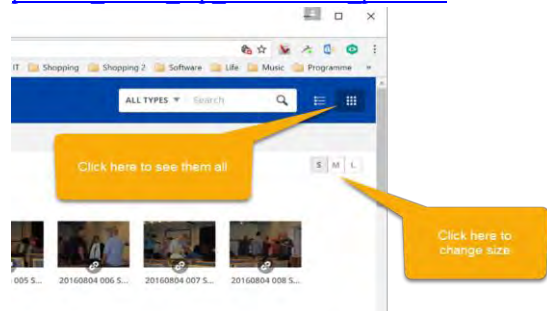 IT Shopping Shopping 2 Software Life Music Programme »
ALL TYPES ▼ Search
Click here to see them all
S M L
Click here to
change size
005 S... 20160804 006 S... 20160804 007 S... 20160804 008 S...